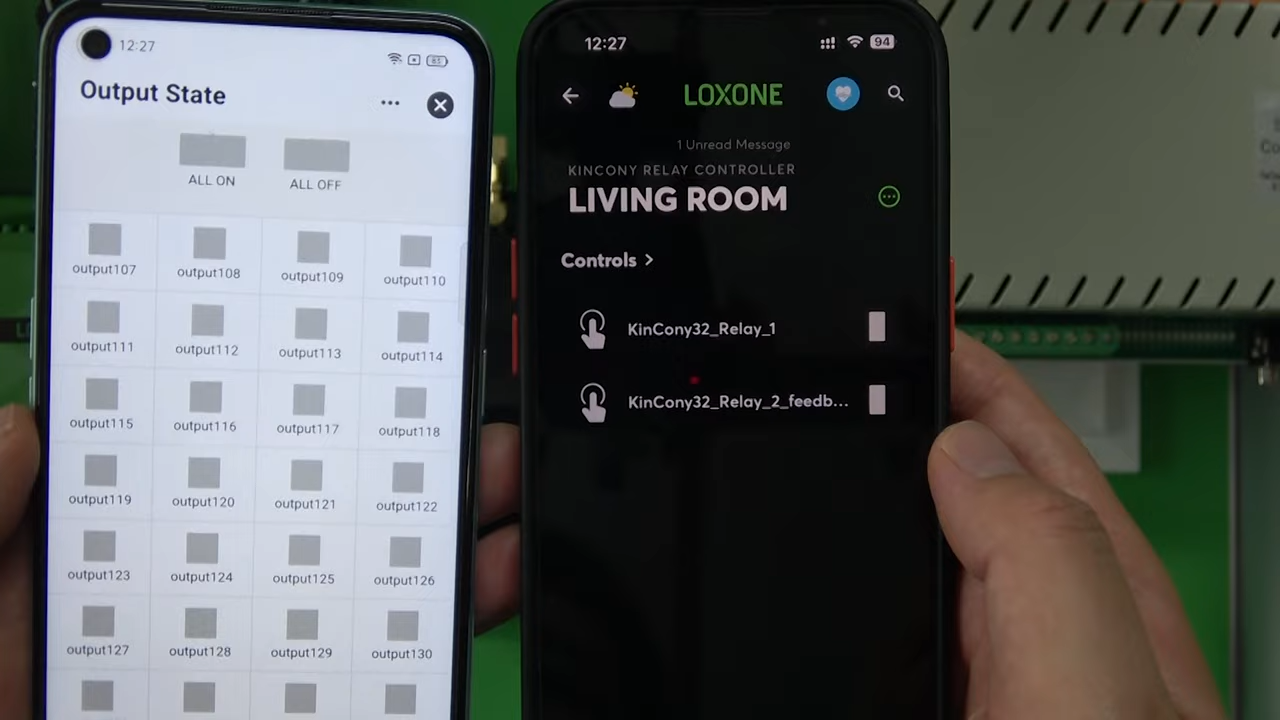 12:27
83
Output State
ALL ON
ALL OFF
output107
output108
output109
output110
output111
output112
output113
output114
output115
output116
output117
output118
output119
output120
output121
output122
output123
output124
output125
output126
output127
output128
output129
output130
12:27
94
LOXONE
1 Unread Message
KINCONY RELAY CONTROLLER
LIVING ROOM
Controls >
KinCony32_Relay_1
KinCony32_Relay_2_feedb...